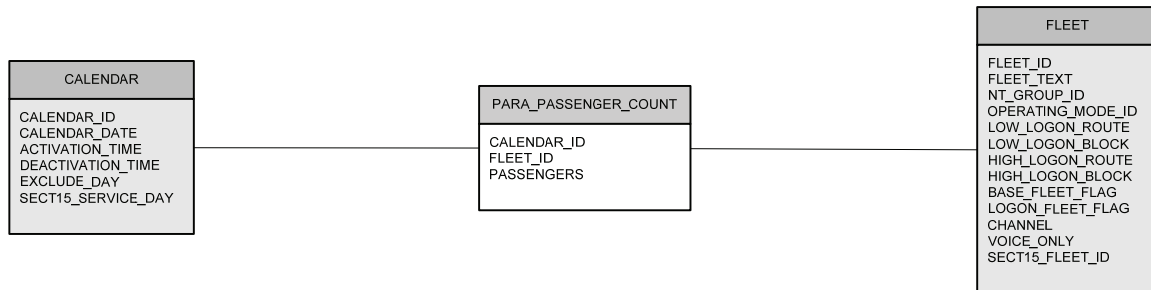 CALENDAR
CALENDAR_ID
CALENDAR_DATE
ACTIVATION_TIME
DEACTIVATION_TIME
EXCLUDE_DAY
SECT15_SERVICE_DAY
PARA_PASSENGER_COUNT
CALENDAR_ID
FLEET_ID
PASSENGERS
FLEET
FLEET_ID
FLEET_TEXT
NT_GROUP_ID
OPERATING_MODE_ID
LOW_LOGON_ROUTE
LOW_LOGON_BLOCK
HIGH_LOGON_ROUTE
HIGH_LOGON_BLOCK
BASE_FLEET_FLAG
LOGON_FLEET_FLAG
CHANNEL
VOICE_ONLY
SECT15_FLEET_ID